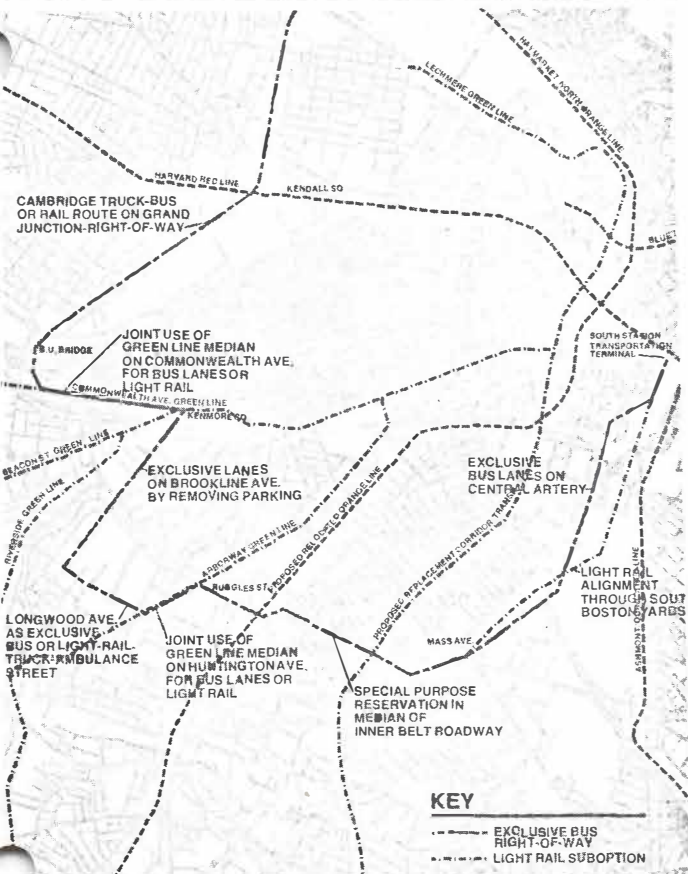 HAYMARKET NORTH ORANGE LINE
LECHMERE GREEN LINE
HARVARD RED LINE
KENDALL SQ
CAMBRIDGE TRUCK-BUS
OR RAIL ROUTE ON GRAND
JUNCTION-RIGHT-OF-WAY
BLUE
B.U. BRIDGE
JOINT USE OF
GREEN LINE MEDIAN
ON COMMONWEALTH AVE.
FOR BUS LANES OR
LIGHT RAIL
SOUTH STATION
TRANSPORTATION
TERMINAL
COMMONWEALTH AVE. GREEN LINE
KENMORE SQ
BEACON ST GREEN LINE
RIVERSIDE GREEN LINE
EXCLUSIVE LANES
ON BROOKLINE AVE.
BY REMOVING PARKING
EXCLUSIVE
BUS LANES ON
CENTRAL ARTERY
ARBORWAY GREEN LINE
PROPOSED RELOCATED ORANGE LINE
PROPOSED REPLACEMENT CORRIDOR TRANSIT
RUGGLES ST.
MASS AVE.
LIGHT RAIL
ALIGNMENT
THROUGH SOUT
BOSTON YARDS
LONGWOOD AVE.
AS EXCLUSIVE
BUS OR LIGHT-RAIL-
TRUCK-AMBULANCE
STREET
JOINT USE OF
GREEN LINE MEDIAN
ON HUNTINGTON AVE.
FOR BUS LANES OR
LIGHT RAIL
SPECIAL PURPOSE
RESERVATION IN
MEDIAN OF
INNER BELT ROADWAY
ASHMONT LINE
KEY
EXCLUSIVE BUS
RIGHT-OF-WAY
LIGHT RAIL SUBOPTION